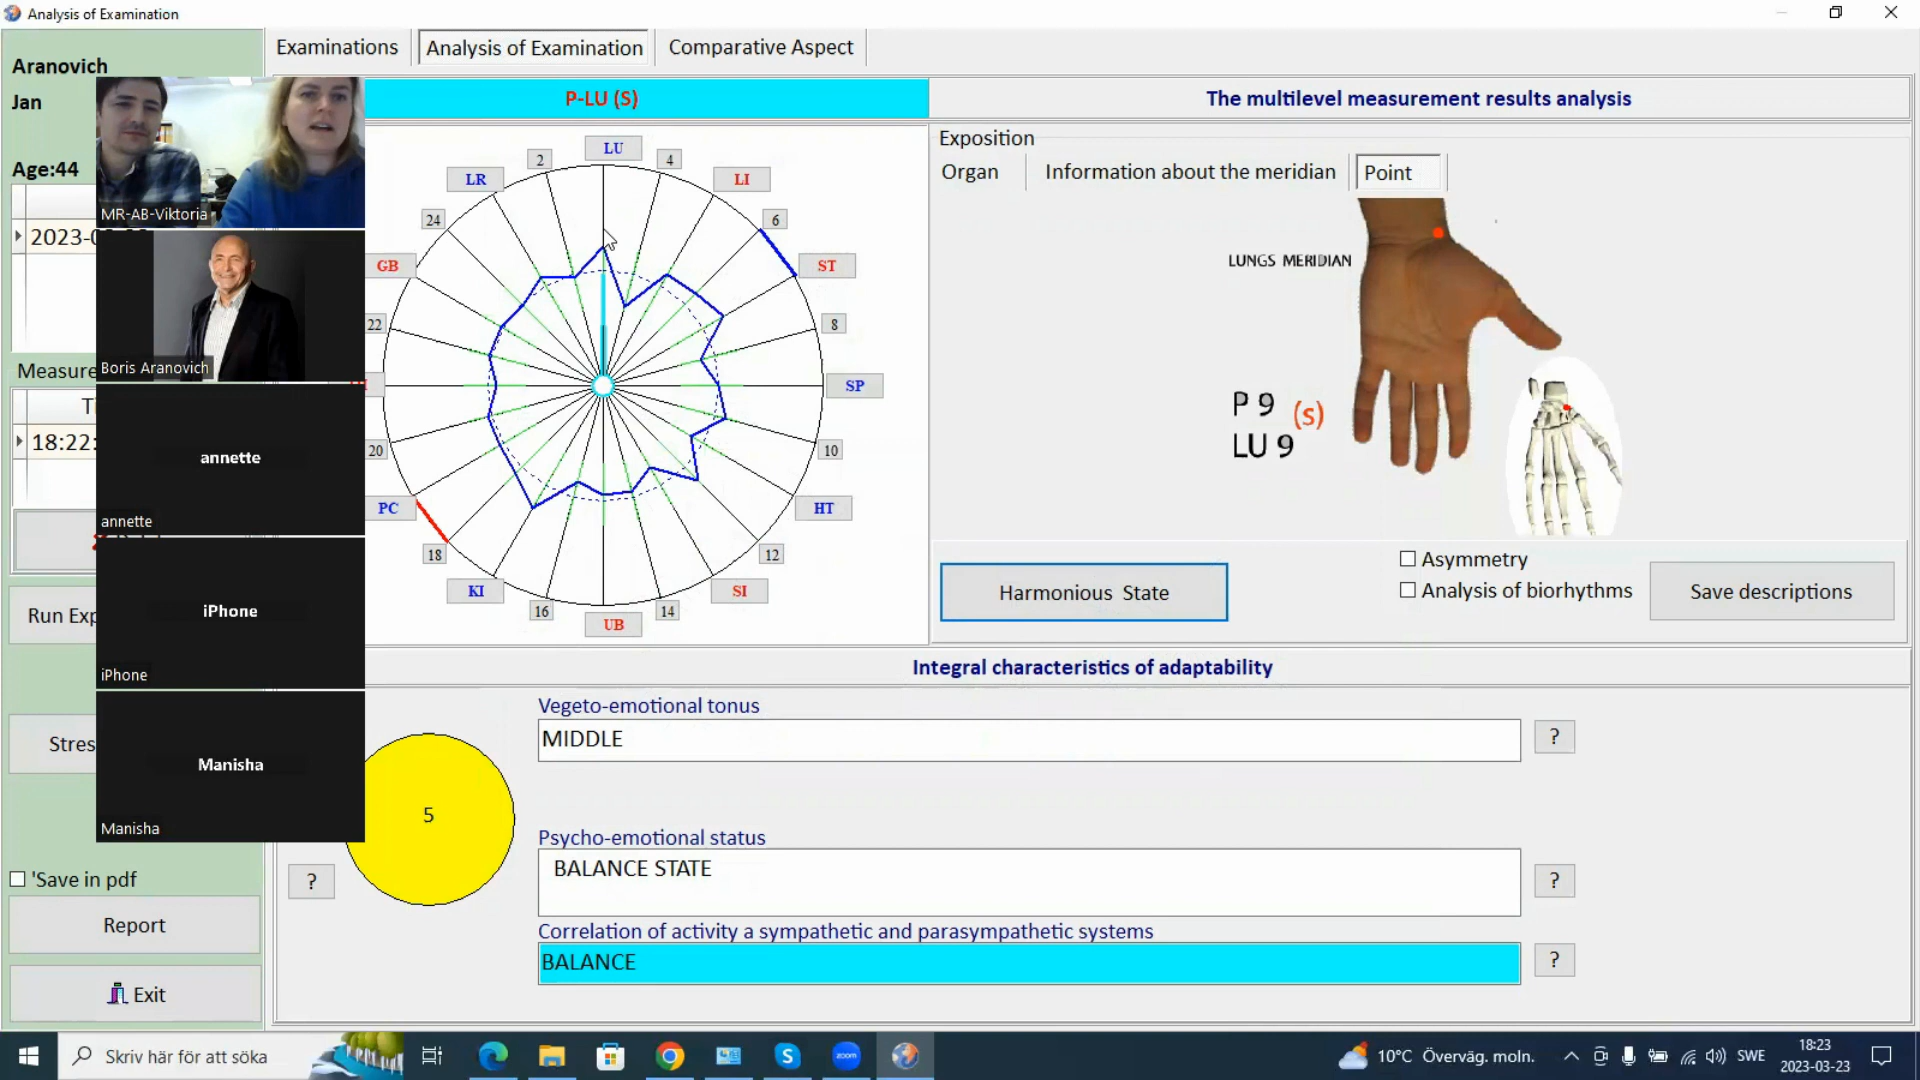 Analysis of Examination
Examinations
Analysis of Examination
Comparative Aspect
Aranovich
Jan
Age:44
MR-AB-Viktoria
2023-0
Boris Aranovich
Measure
18:22:
annette
annette
iPhone
iPhone
Manisha
Manisha
Run Exp
Stres
'Save in pdf
Report
Exit
P-LU (S)
LU
4
LI
6
ST
8
SP
10
HT
12
SI
14
UB
16
KI
18
PC
20
22
GB
24
LR
2
The multilevel measurement results analysis
Exposition
Organ
Information about the meridian
Point
LUNGS MERIDIAN
P 9
(s)
LU 9
Harmonious State
Asymmetry
Analysis of biorhythms
Save descriptions
Integral characteristics of adaptability
5
?
Vegeto-emotional tonus
MIDDLE
?
Psycho-emotional status
BALANCE STATE
?
Correlation of activity a sympathetic and parasympathetic systems
BALANCE
?
Skriv här för att söka
zoom
10°C Överväg. moln.
SWE
18:23
2023-03-23